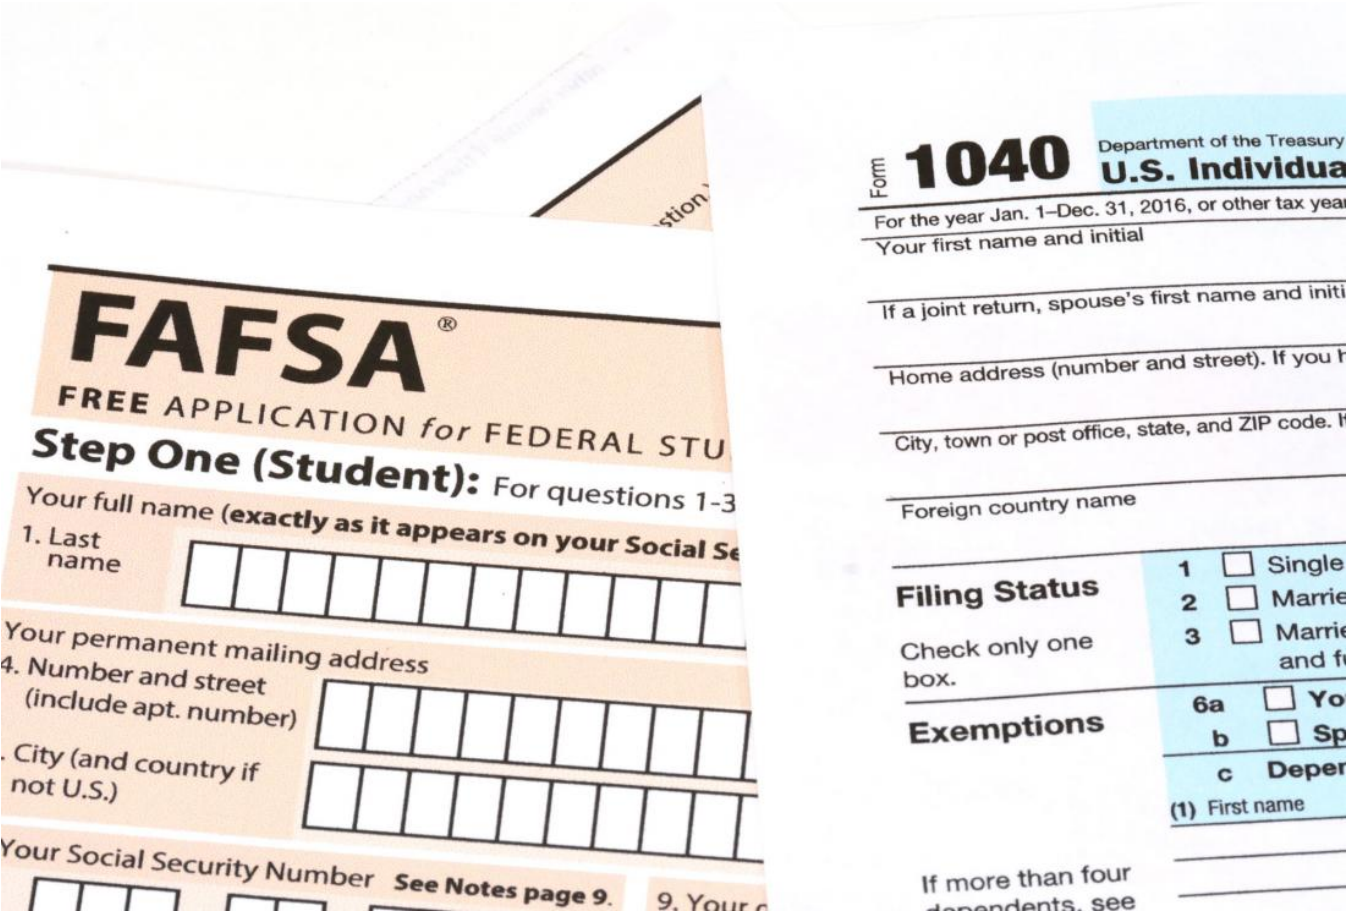 stion
FAFSA®
FREE APPLICATION for FEDERAL STU
Step One (Student): For questions 1-3
Your full name (exactly as it appears on your Social Se
1. Last
name
Your permanent mailing address
4. Number and street
(include apt. number)
. City (and country if
not U.S.)
Your Social Security Number See Notes page 9.
9. Your
Form 1040
Department of the Treasury
U.S. Individua
For the year Jan. 1–Dec. 31, 2016, or other tax year
Your first name and initial
If a joint return, spouse's first name and initi
Home address (number and street). If you h
City, town or post office, state, and ZIP code. I
Foreign country name
Filing Status
Check only one
box.
1 Single
2 Marrie
3 Marrie
and fu
Exemptions
6a You
b Sp
c Depen
(1) First name
If more than four
dependents, see